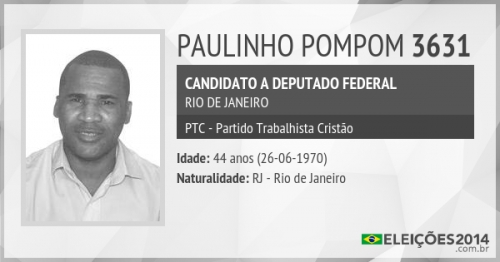 PAULINHO POMPOM 3631
CANDIDATO A DEPUTADO FEDERAL
RIO DE JANEIRO
PTC - Partido Trabalhista Cristão
Idade: 44 anos (26-06-1970)
Naturalidade: RJ - Rio de Janeiro
ELEIÇÕES2014
.com.br